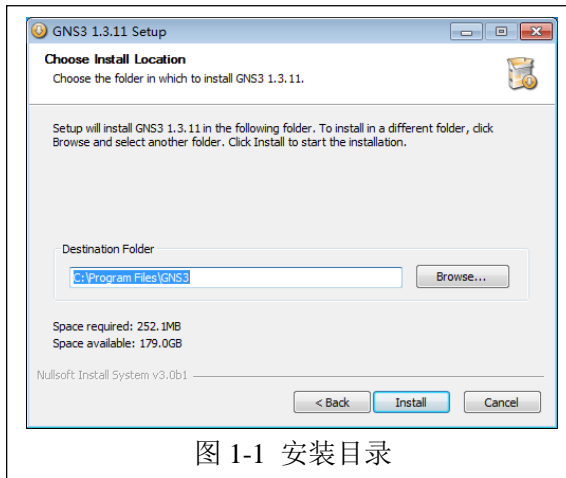 GNS3 1.3.11 Setup
Choose Install Location
Choose the folder in which to install GNS3 1.3.11.
Setup will install GNS3 1.3.11 in the following folder. To install in a different folder, click
Browse and select another folder. Click Install to start the installation.
Destination Folder
C:\Program Files\GNS3
Browse...
Space required: 252.1MB
Space available: 179.0GB
Nullsoft Install System v3.0b1
< Back
Install
Cancel
图 1-1 安装目录